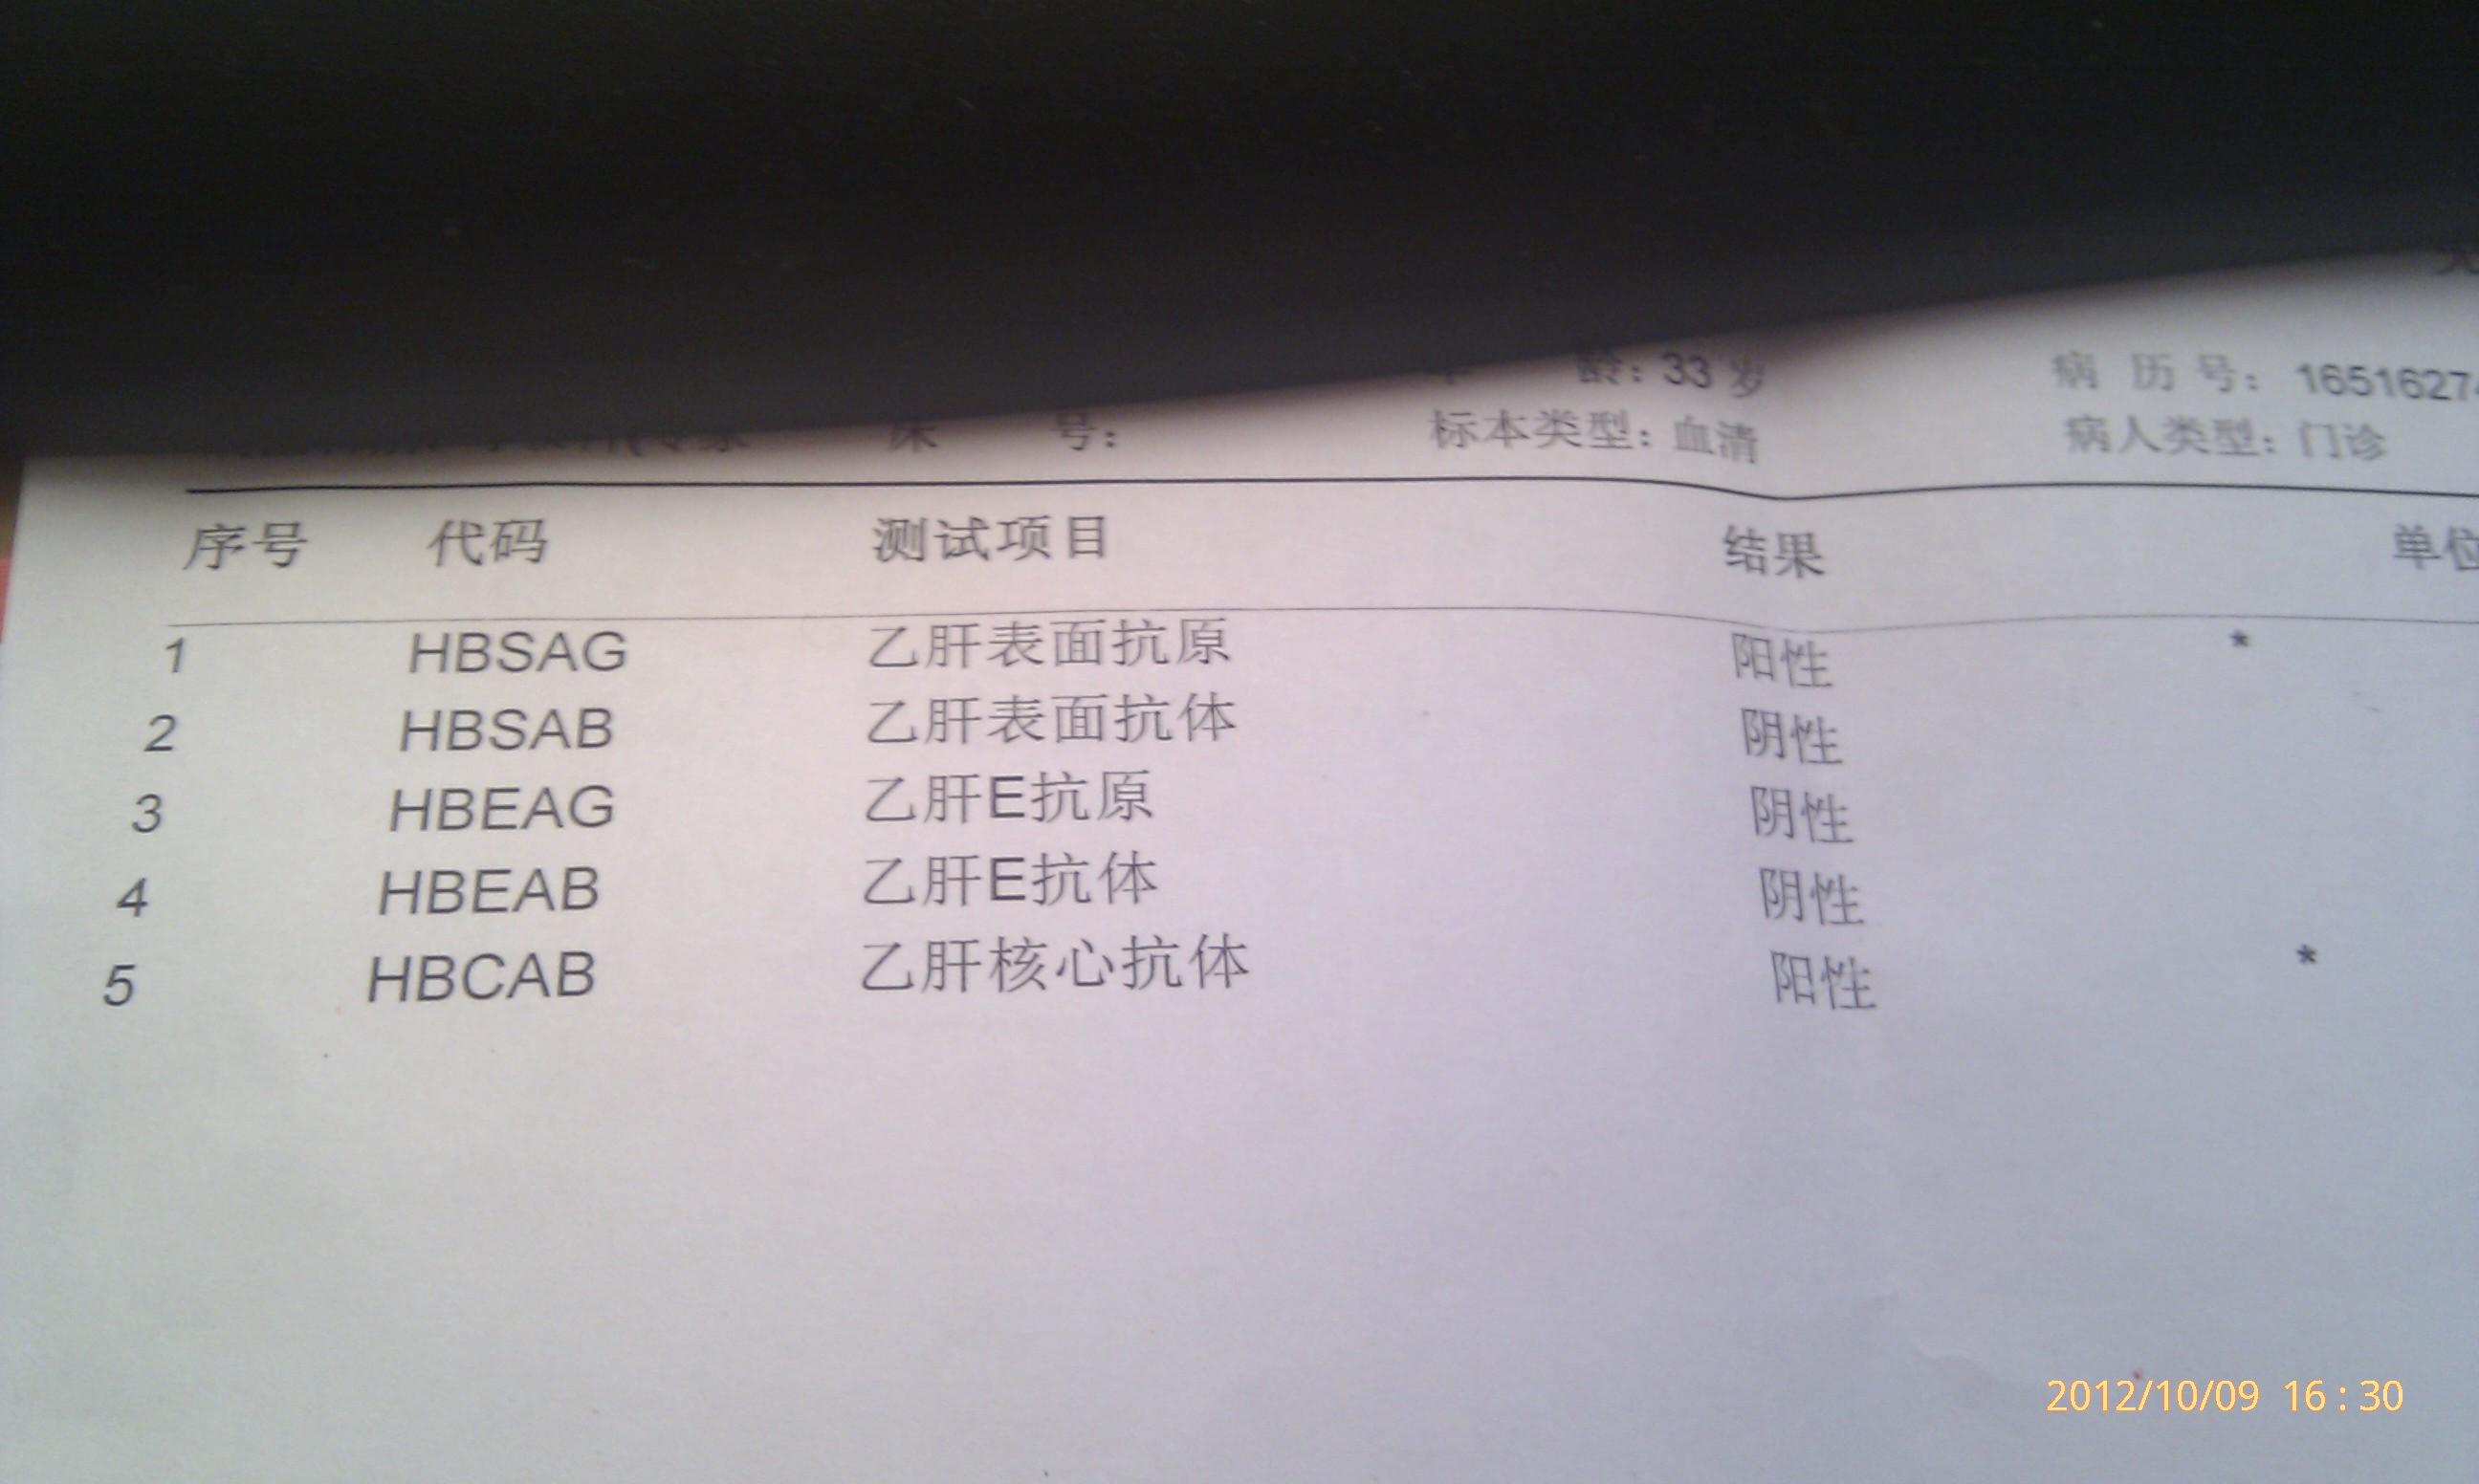 龄: 33 岁 病 历 号: 1651627
床 号: 标本类型: 血清 病人类型: 门诊
序号 代码 测试项目 结果 单位
1 HBSAG 乙肝表面抗原 阳性 *
2 HBSAB 乙肝表面抗体 阴性
3 HBEAG 乙肝E抗原 阴性
4 HBEAB 乙肝E抗体 阴性
5 HBCAB 乙肝核心抗体 阳性 *
2012/10/09 16:30